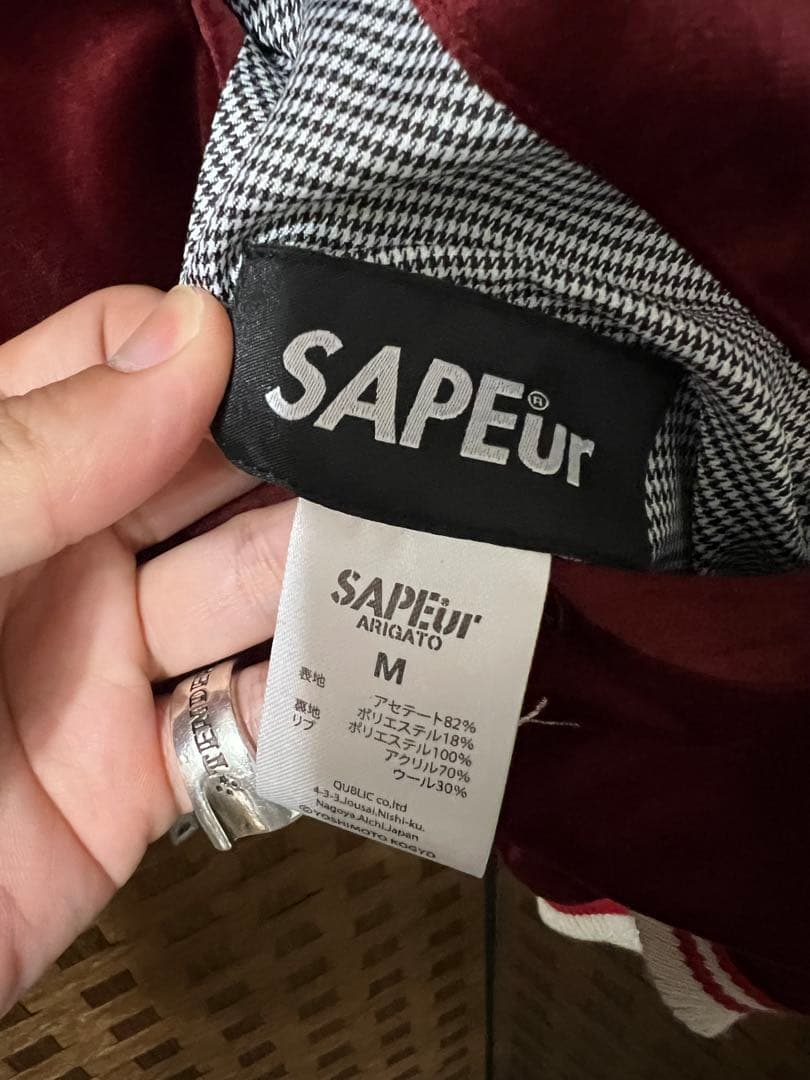 SAPEur®
SAPEur
ARIGATO
M
表地 アセテート82%
ポリエステル18%
裏地 ポリエステル100%
リブ アクリル70%
ウール30%
QUBLIC co,ltd
4-3-3,Jousai,Nishi-ku.
Nagoya,Aichi,Japan
©YOSHIMOTO KOGYO